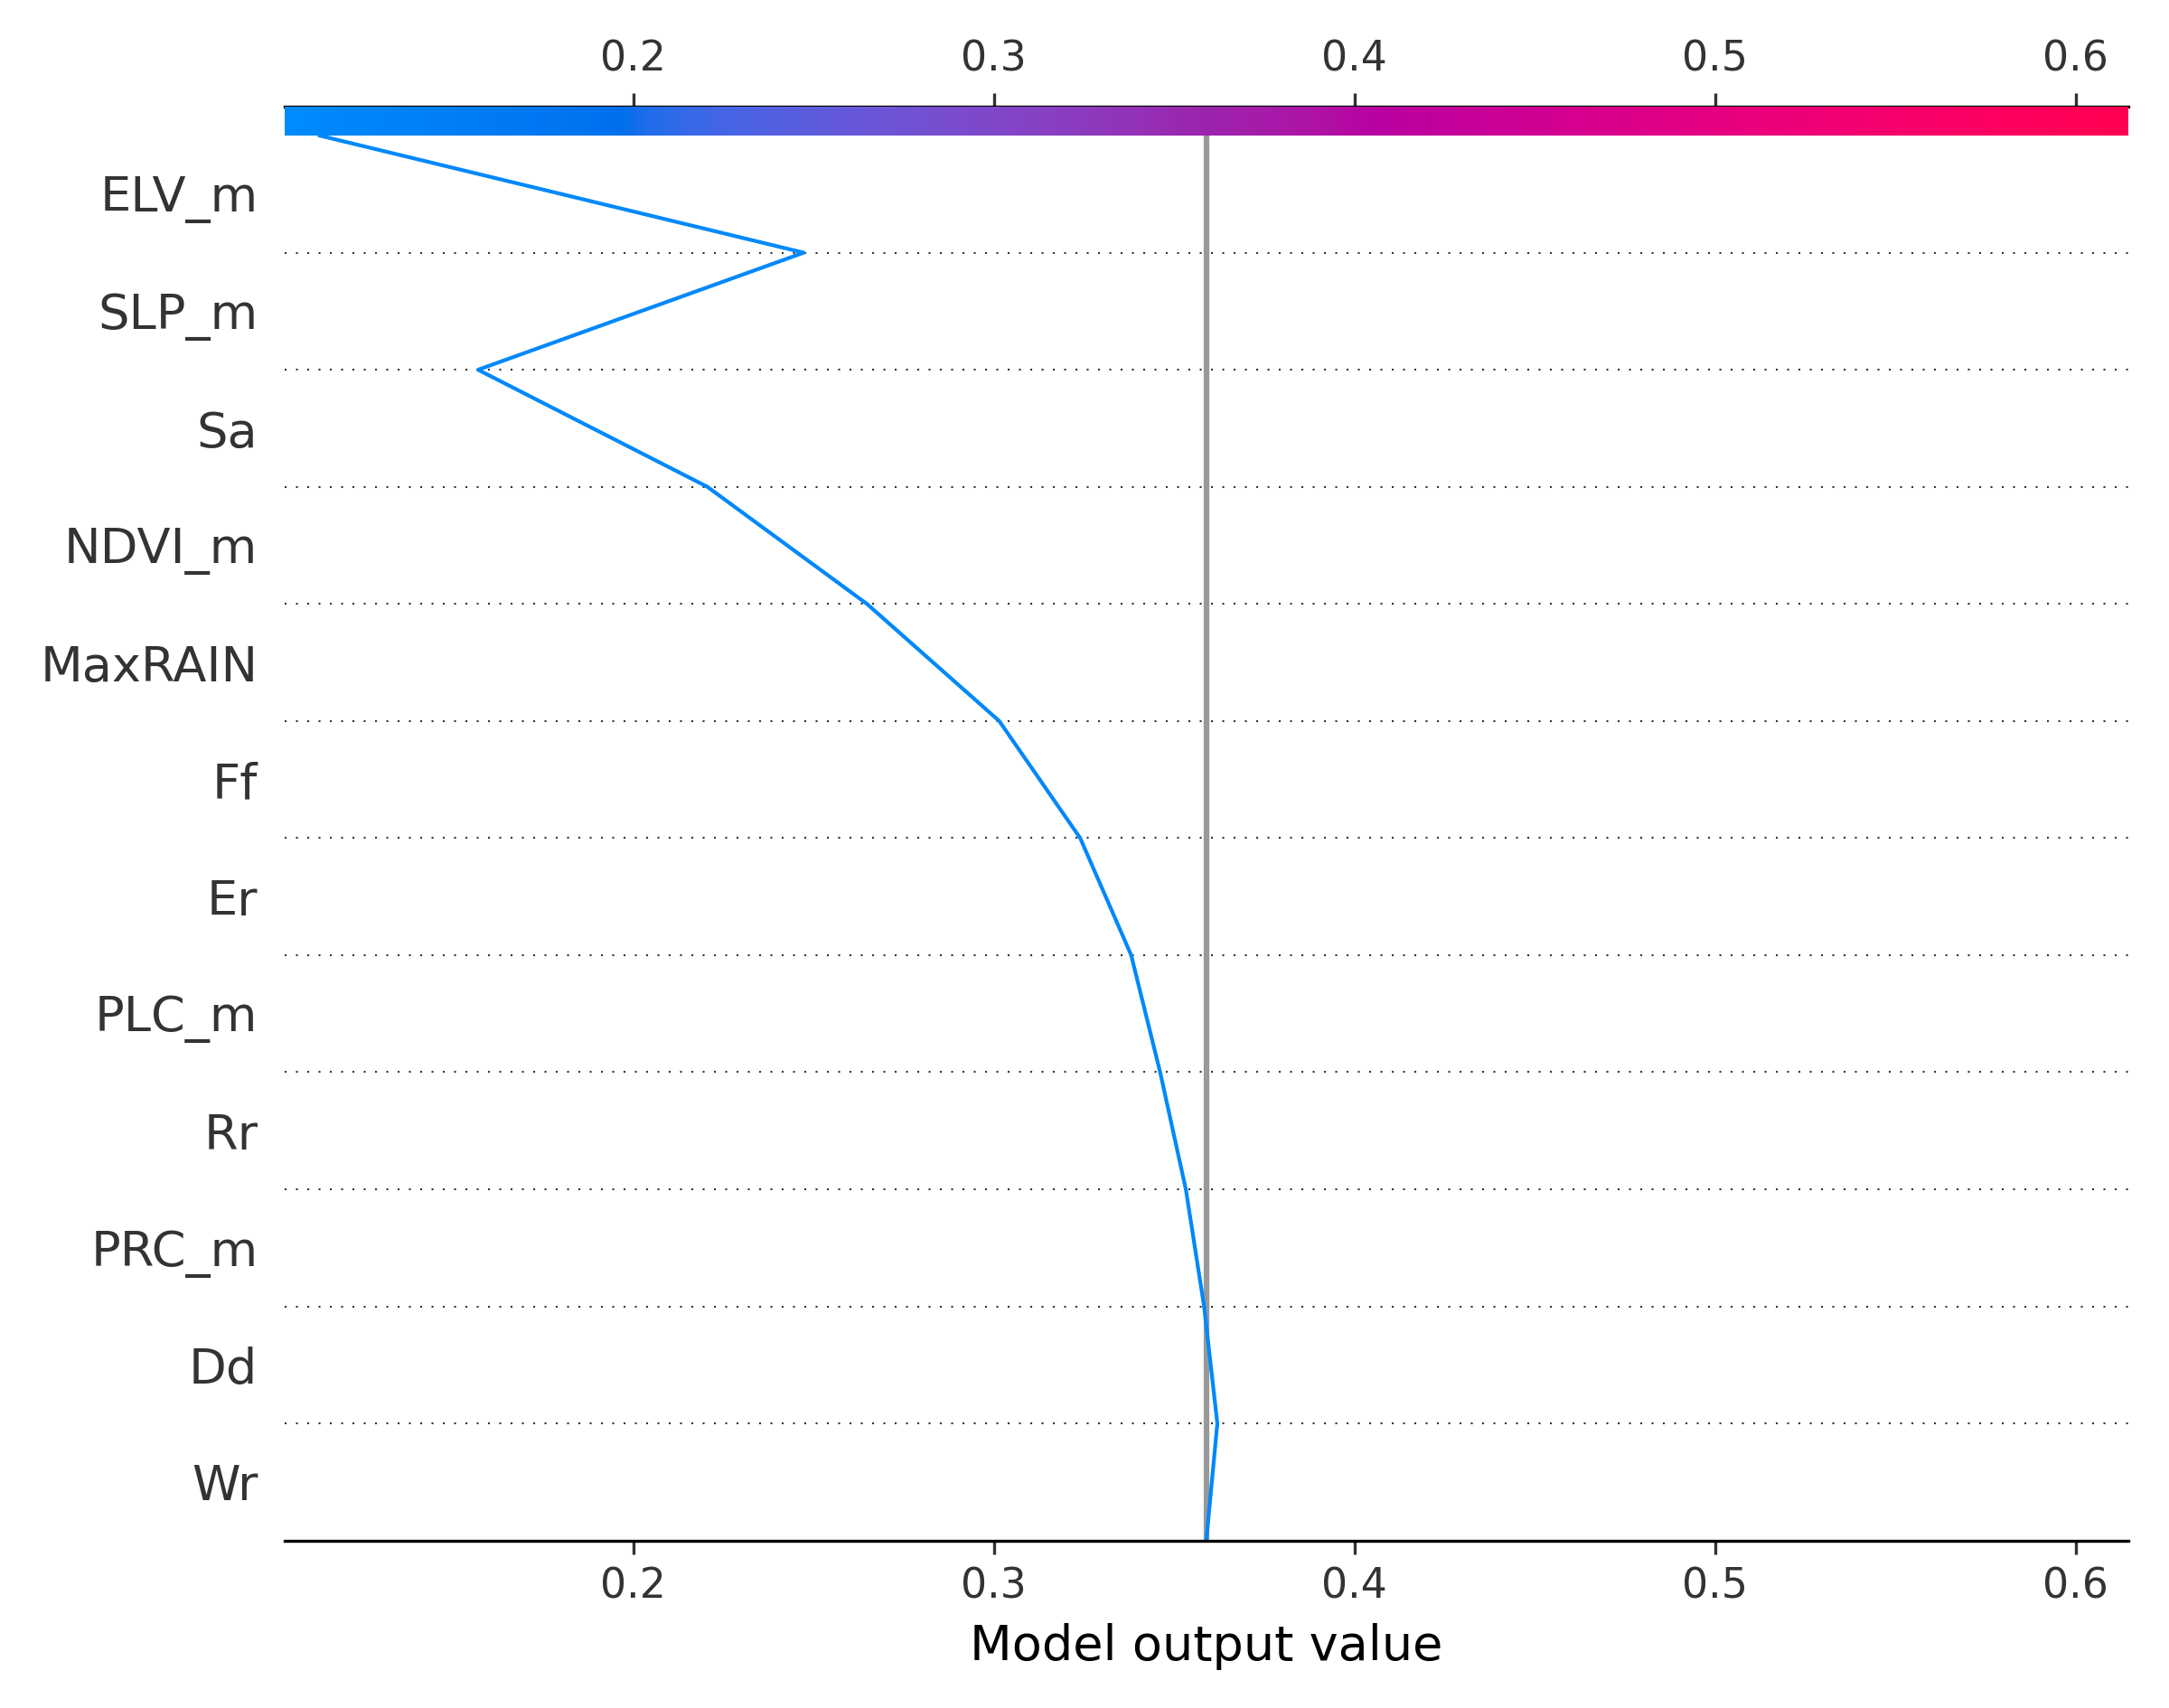 0.2 0.3 0.4 0.5 0.6
ELV_m
SLP_m
Sa
NDVI_m
MaxRAIN
Ff
Er
PLC_m
Rr
PRC_m
Dd
Wr
0.2 0.3 0.4 0.5 0.6
Model output value